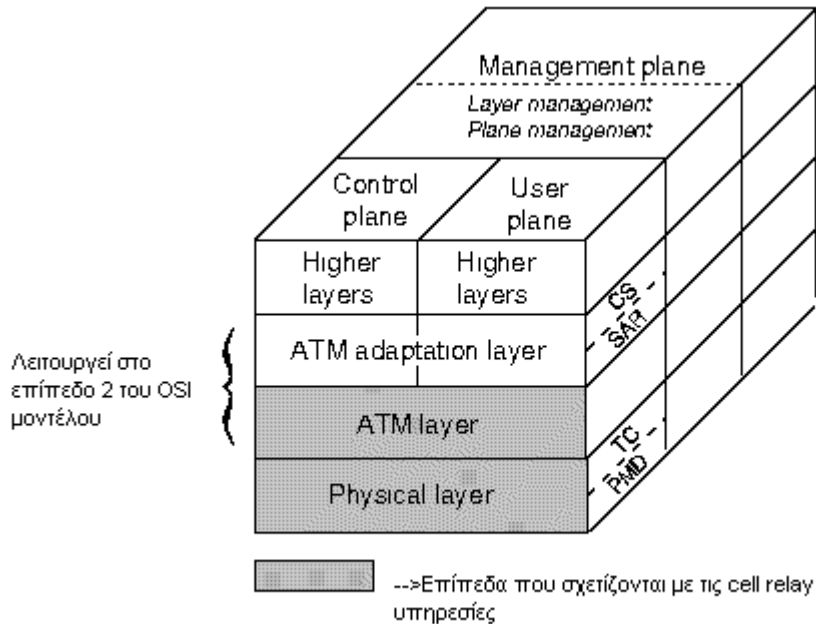 Management plane
Layer management
Plane management
Control
plane
User
plane
Higher
layers
Higher
layers
CS
SAR
ATM adaptation layer
Λειτουργεί στο
επίπεδο 2 του OSI
μοντέλου
ATM layer
TC
PMD
Physical layer
-->Επίπεδα που σχετίζονται με τις cell relay
υπηρεσίες